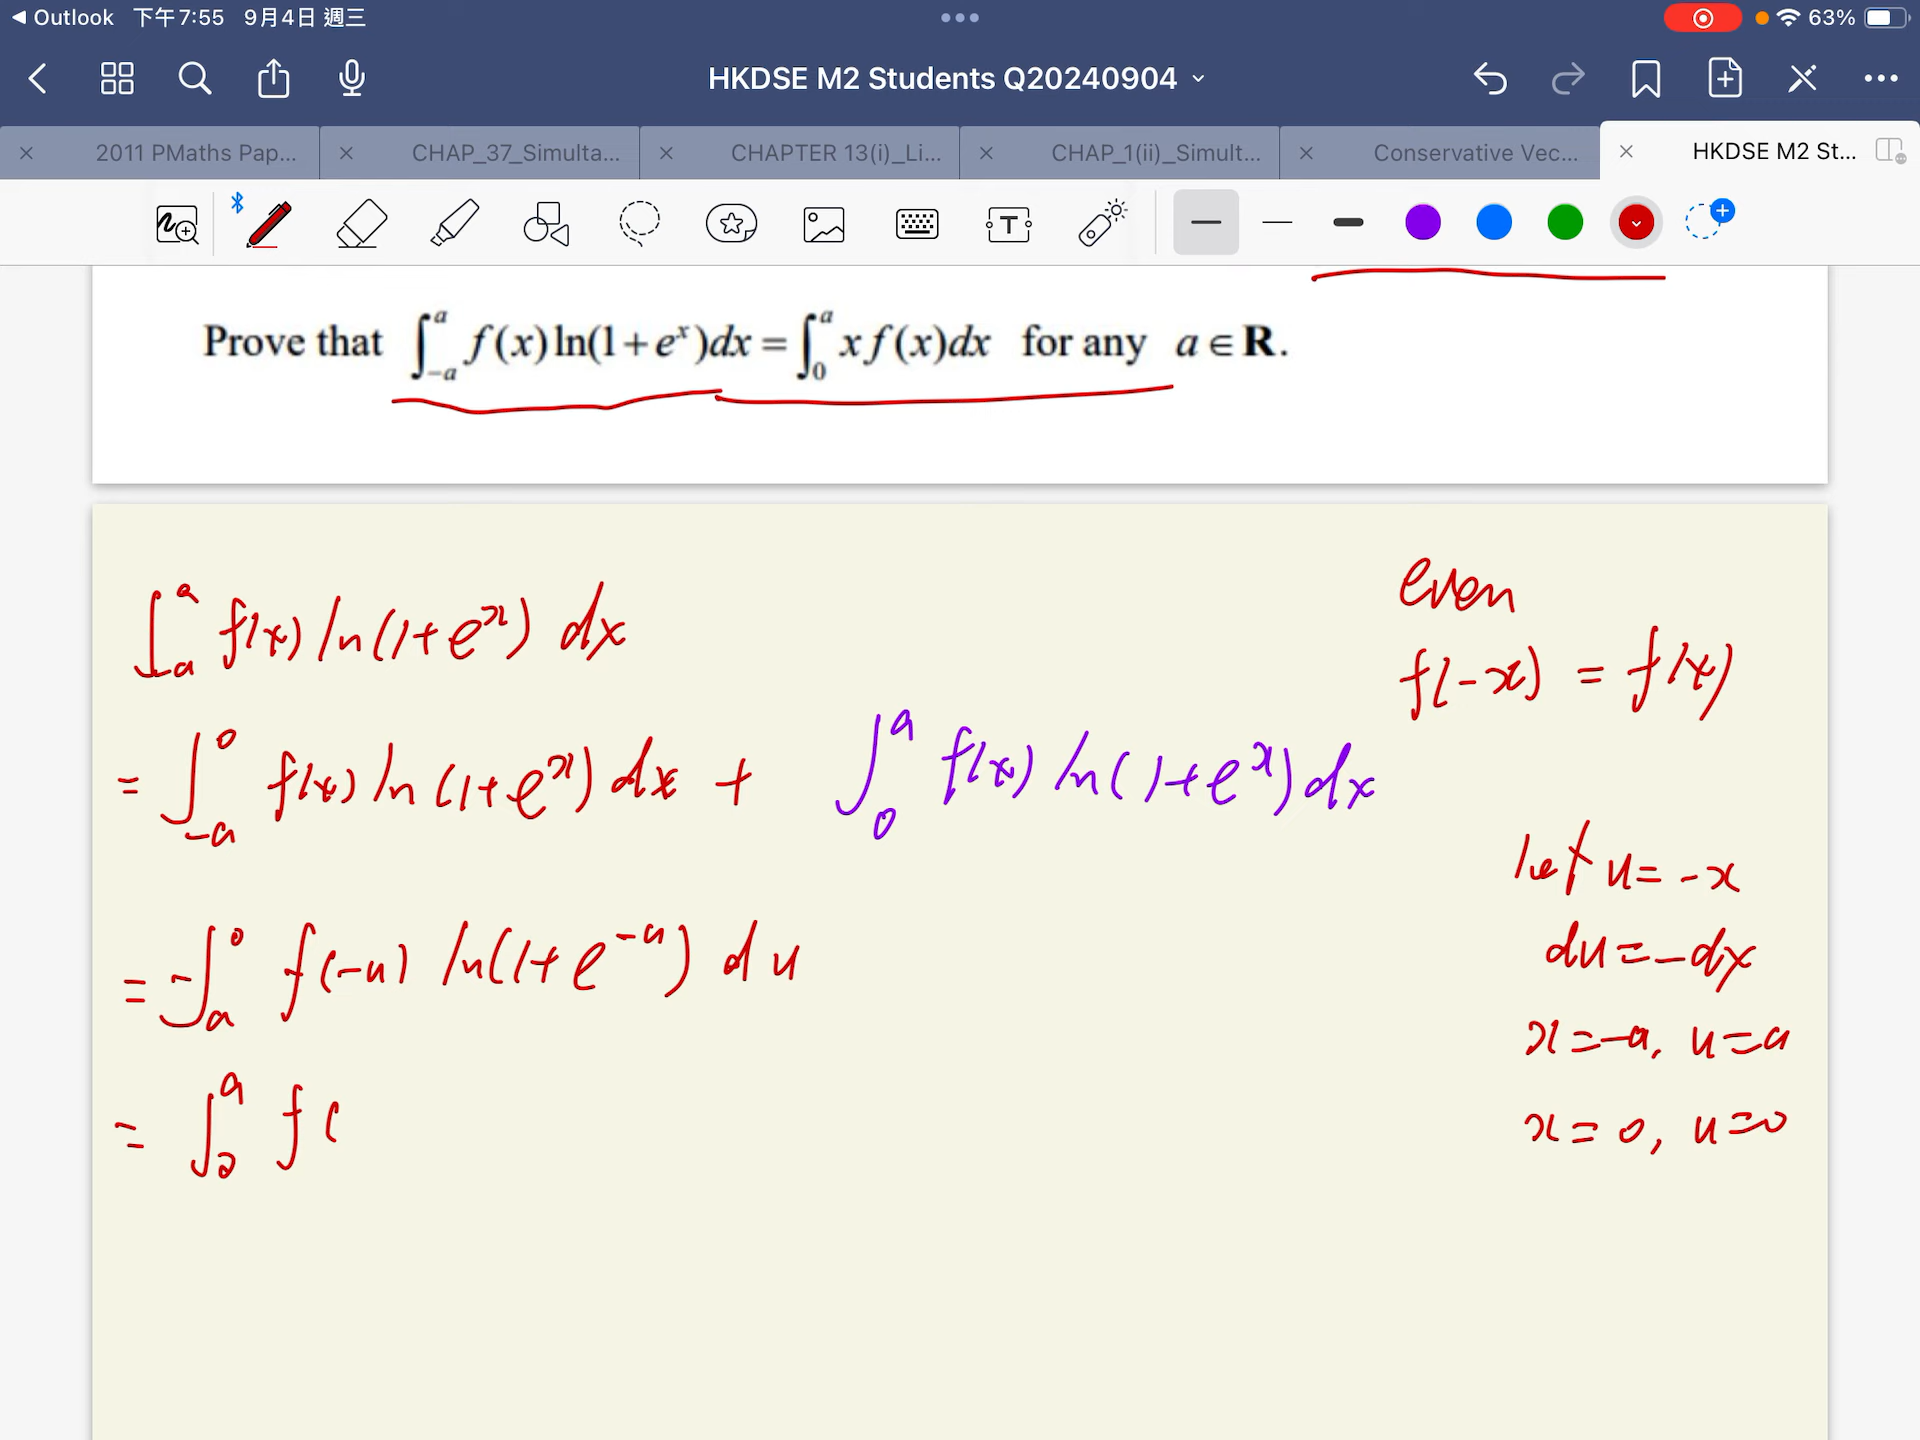 ◀ Outlook 下午7:55 9月4日 週三 63%
HKDSE M2 Students Q20240904
2011 PMaths Pap... CHAP_37_Simulta... CHAPTER 13(i)_Li... CHAP_1(ii)_Simult... Conservative Vec... HKDSE M2 St...
Prove that ∫_{-a}^{a} f(x) ln(1+e^x)dx = ∫_0^a x f(x)dx for any a ∈ R.
even
∫_{-a}^{a} f(x) ln(1+e^x) dx
f(-x) = f(x)
= ∫_{-a}^{0} f(x) ln(1+e^x) dx + ∫_0^a f(x) ln(1+e^x) dx
let u = -x
= -∫_a^0 f(-u) ln(1+e^{-u}) du
du = -dx
x = -a, u = a
= ∫_0^a f(
x = 0, u = 0